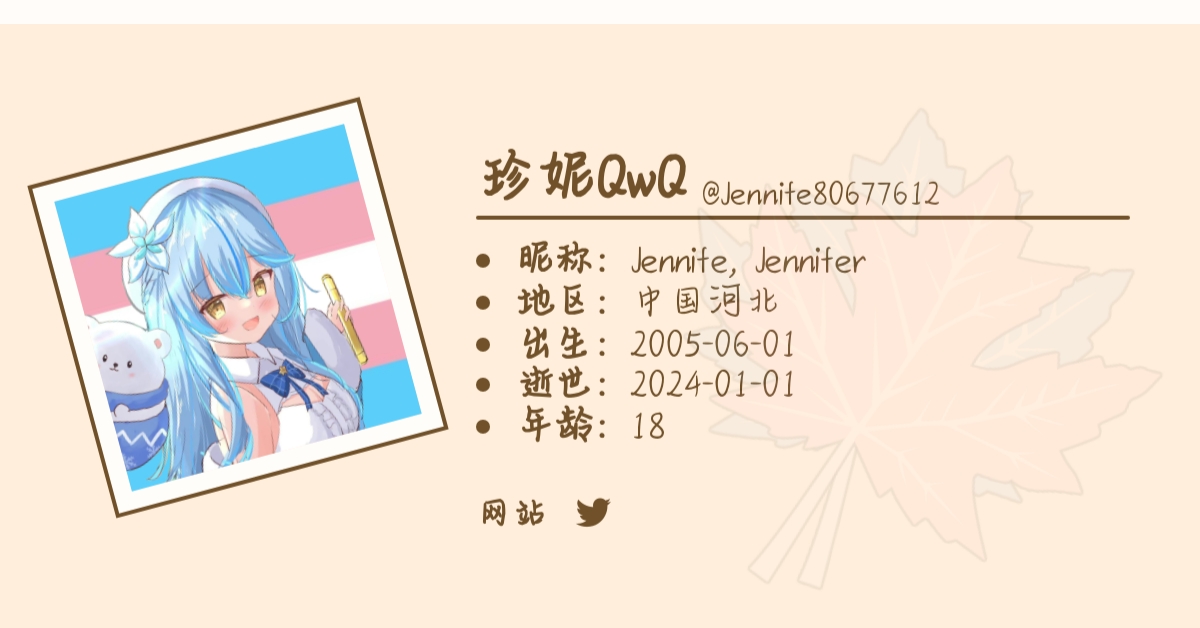 珍妮QwQ @Jennife80677612
昵称： Jennife, Jennifer
地区： 中国河北
出生： 2005-06-01
逝世： 2024-01-01
年龄： 18
网站